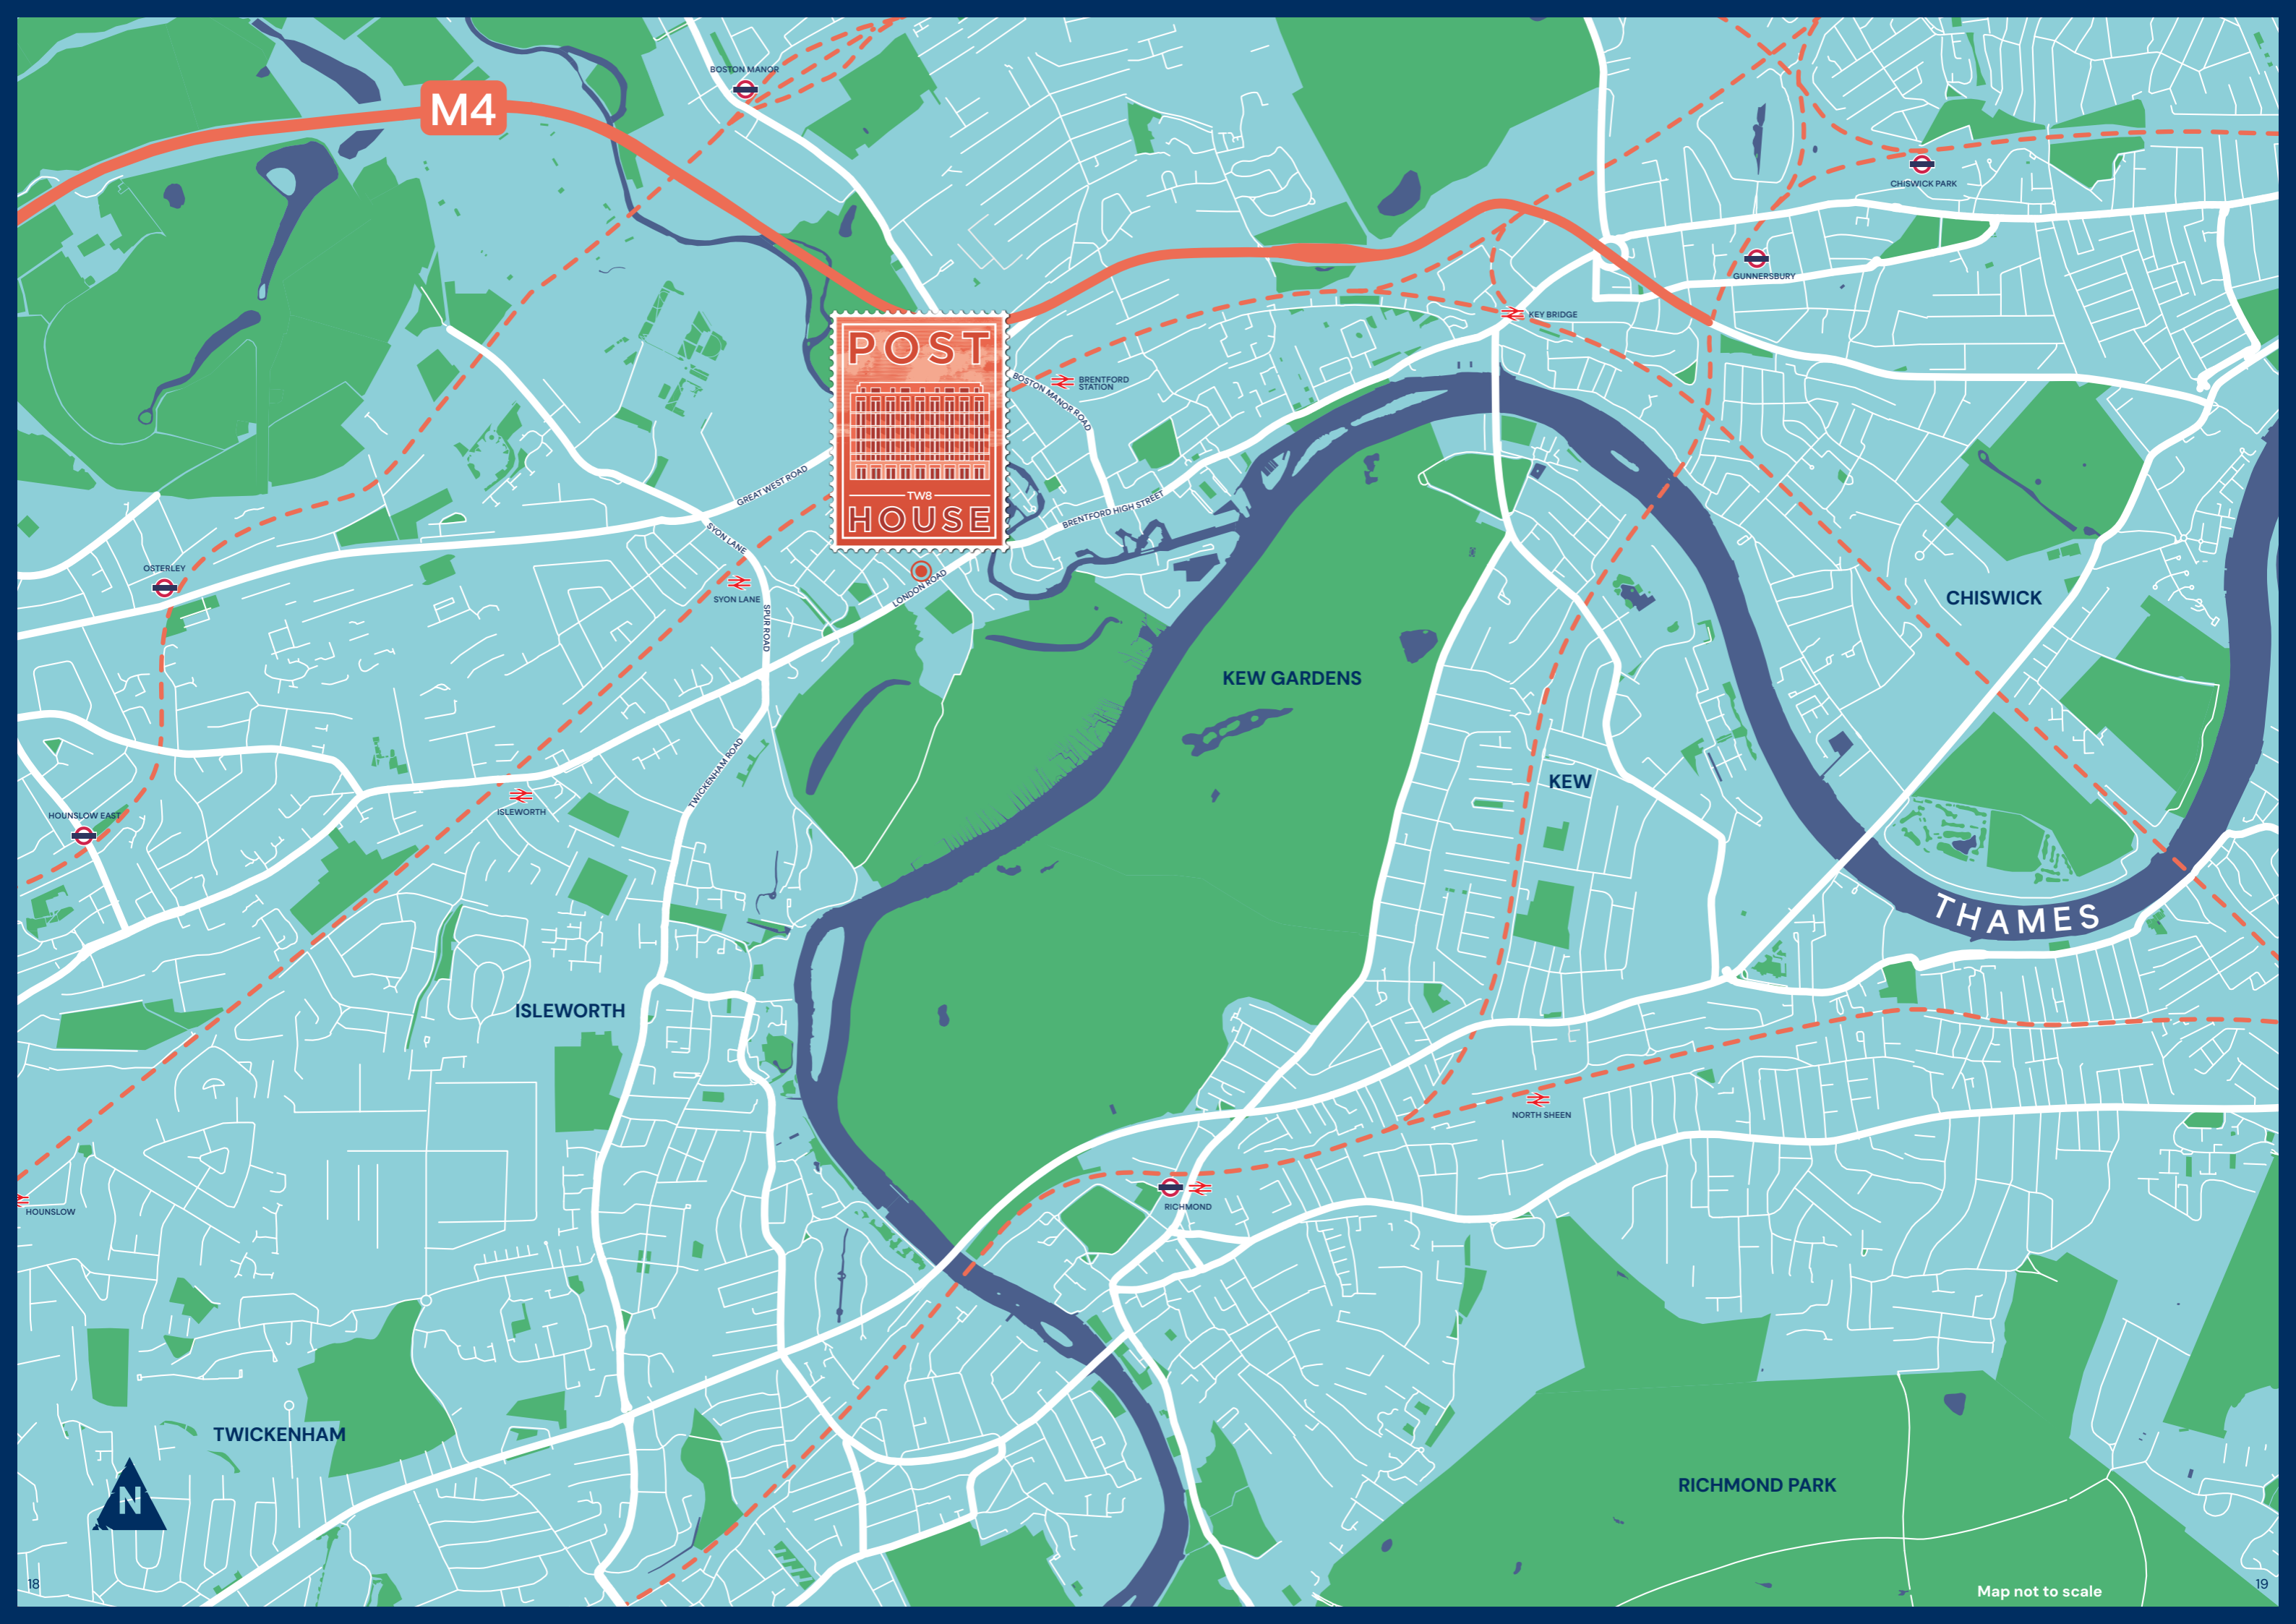 BOSTON MANOR
M4
CHISWICK PARK
GUNNERSBURY
KEY BRIDGE
POST
TW8
HOUSE
BOSTON MANOR ROAD
BRENTFORD
STATION
GREAT WEST ROAD
BRENTFORD HIGH STREET
SYON LANE
OSTERLEY
SYON LANE
LONDON ROAD
SPUR ROAD
CHISWICK
KEW GARDENS
TWICKENHAM ROAD
KEW
ISLEWORTH
HOUNSLOW EAST
THAMES
ISLEWORTH
NORTH SHEEN
RICHMOND
HOUNSLOW
TWICKENHAM
N
RICHMOND PARK
18
Map not to scale
19